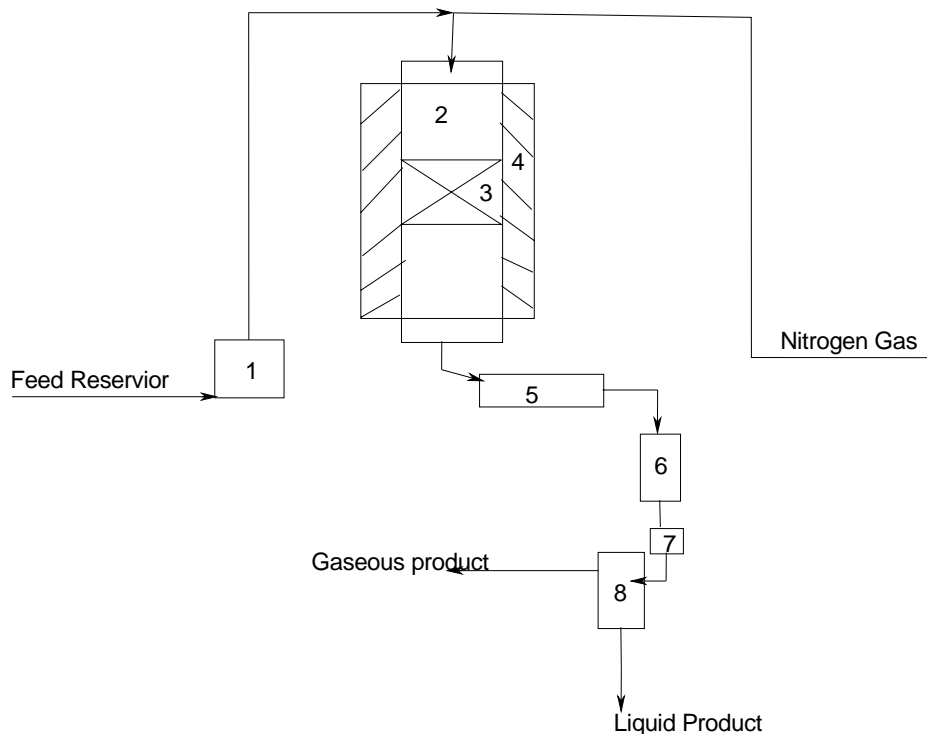 2
4
3
Nitrogen Gas
1
Feed Reservior
5
6
7
Gaseous product
8
Liquid Product